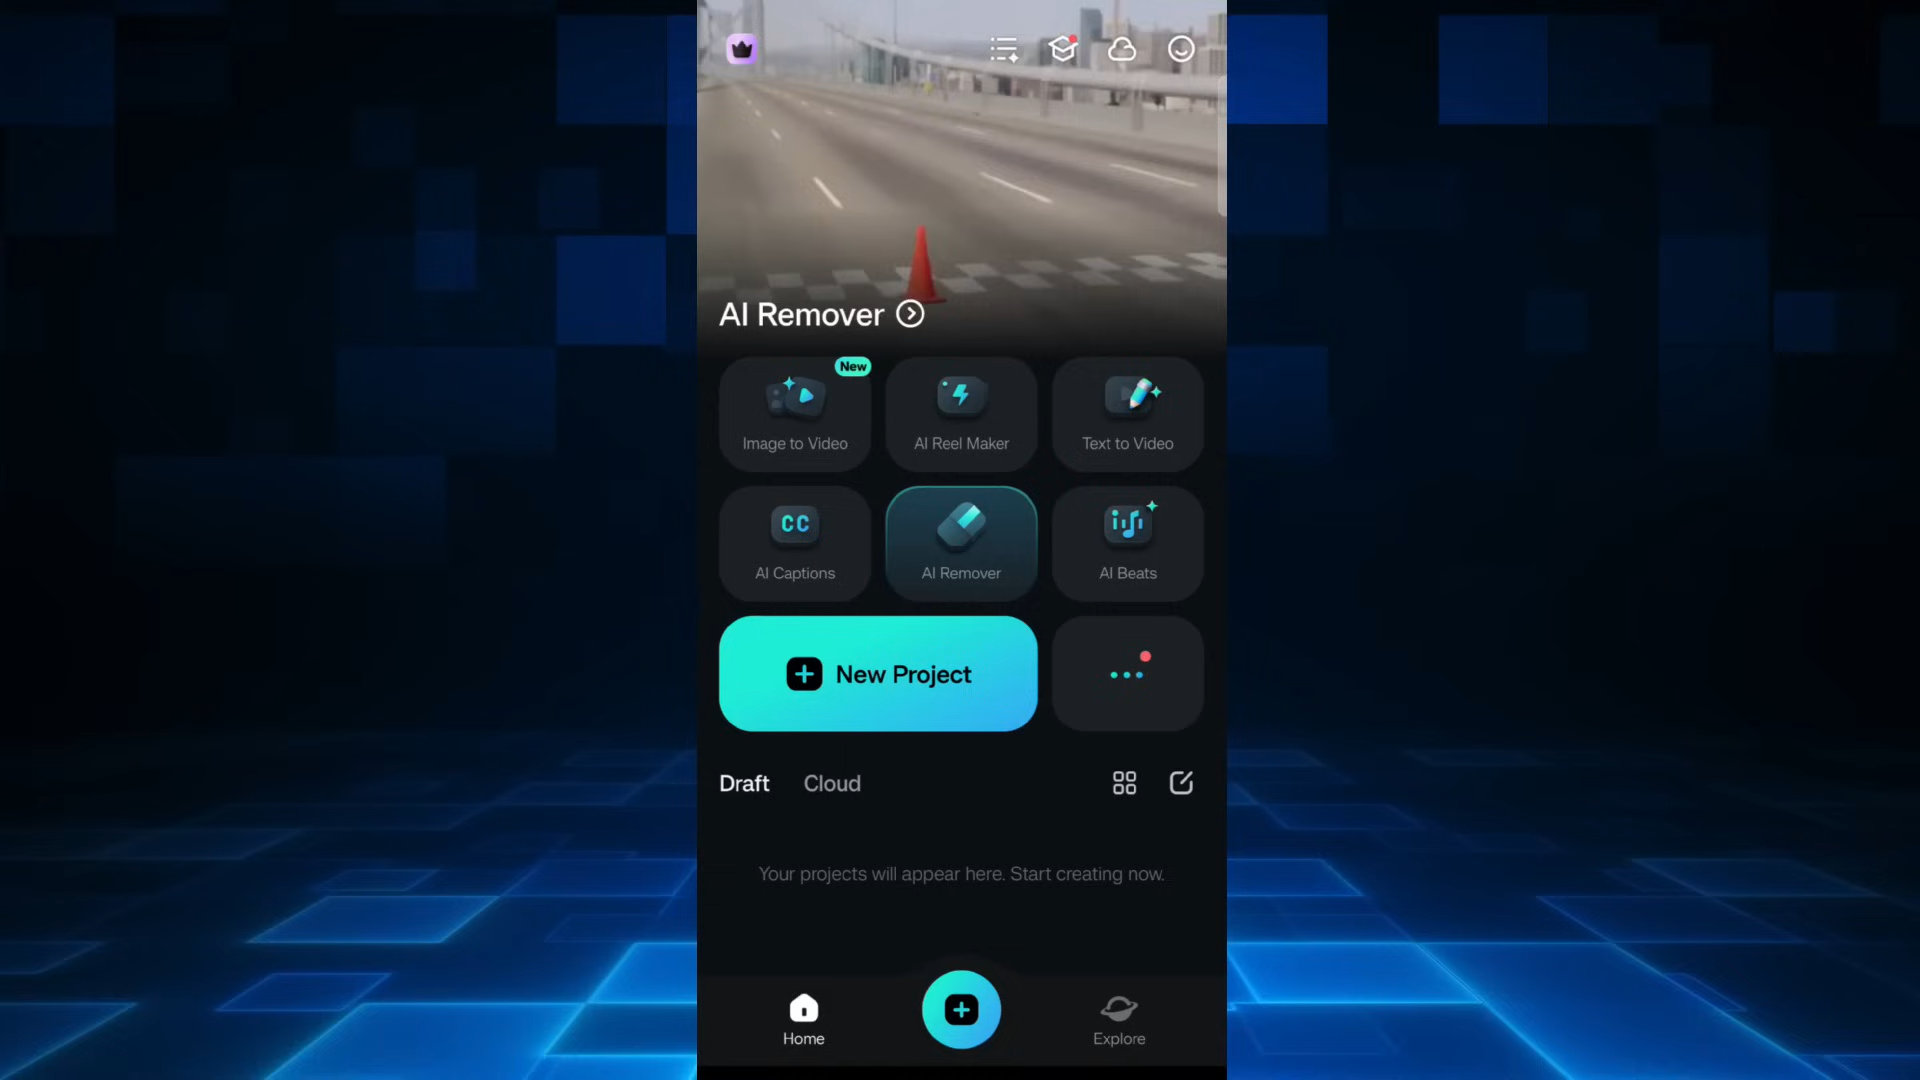 AI Remover
New
Image to Video
AI Reel Maker
Text to Video
CC
AI Captions
AI Remover
AI Beats
New Project
Draft
Cloud
Your projects will appear here. Start creating now.
Home
Explore